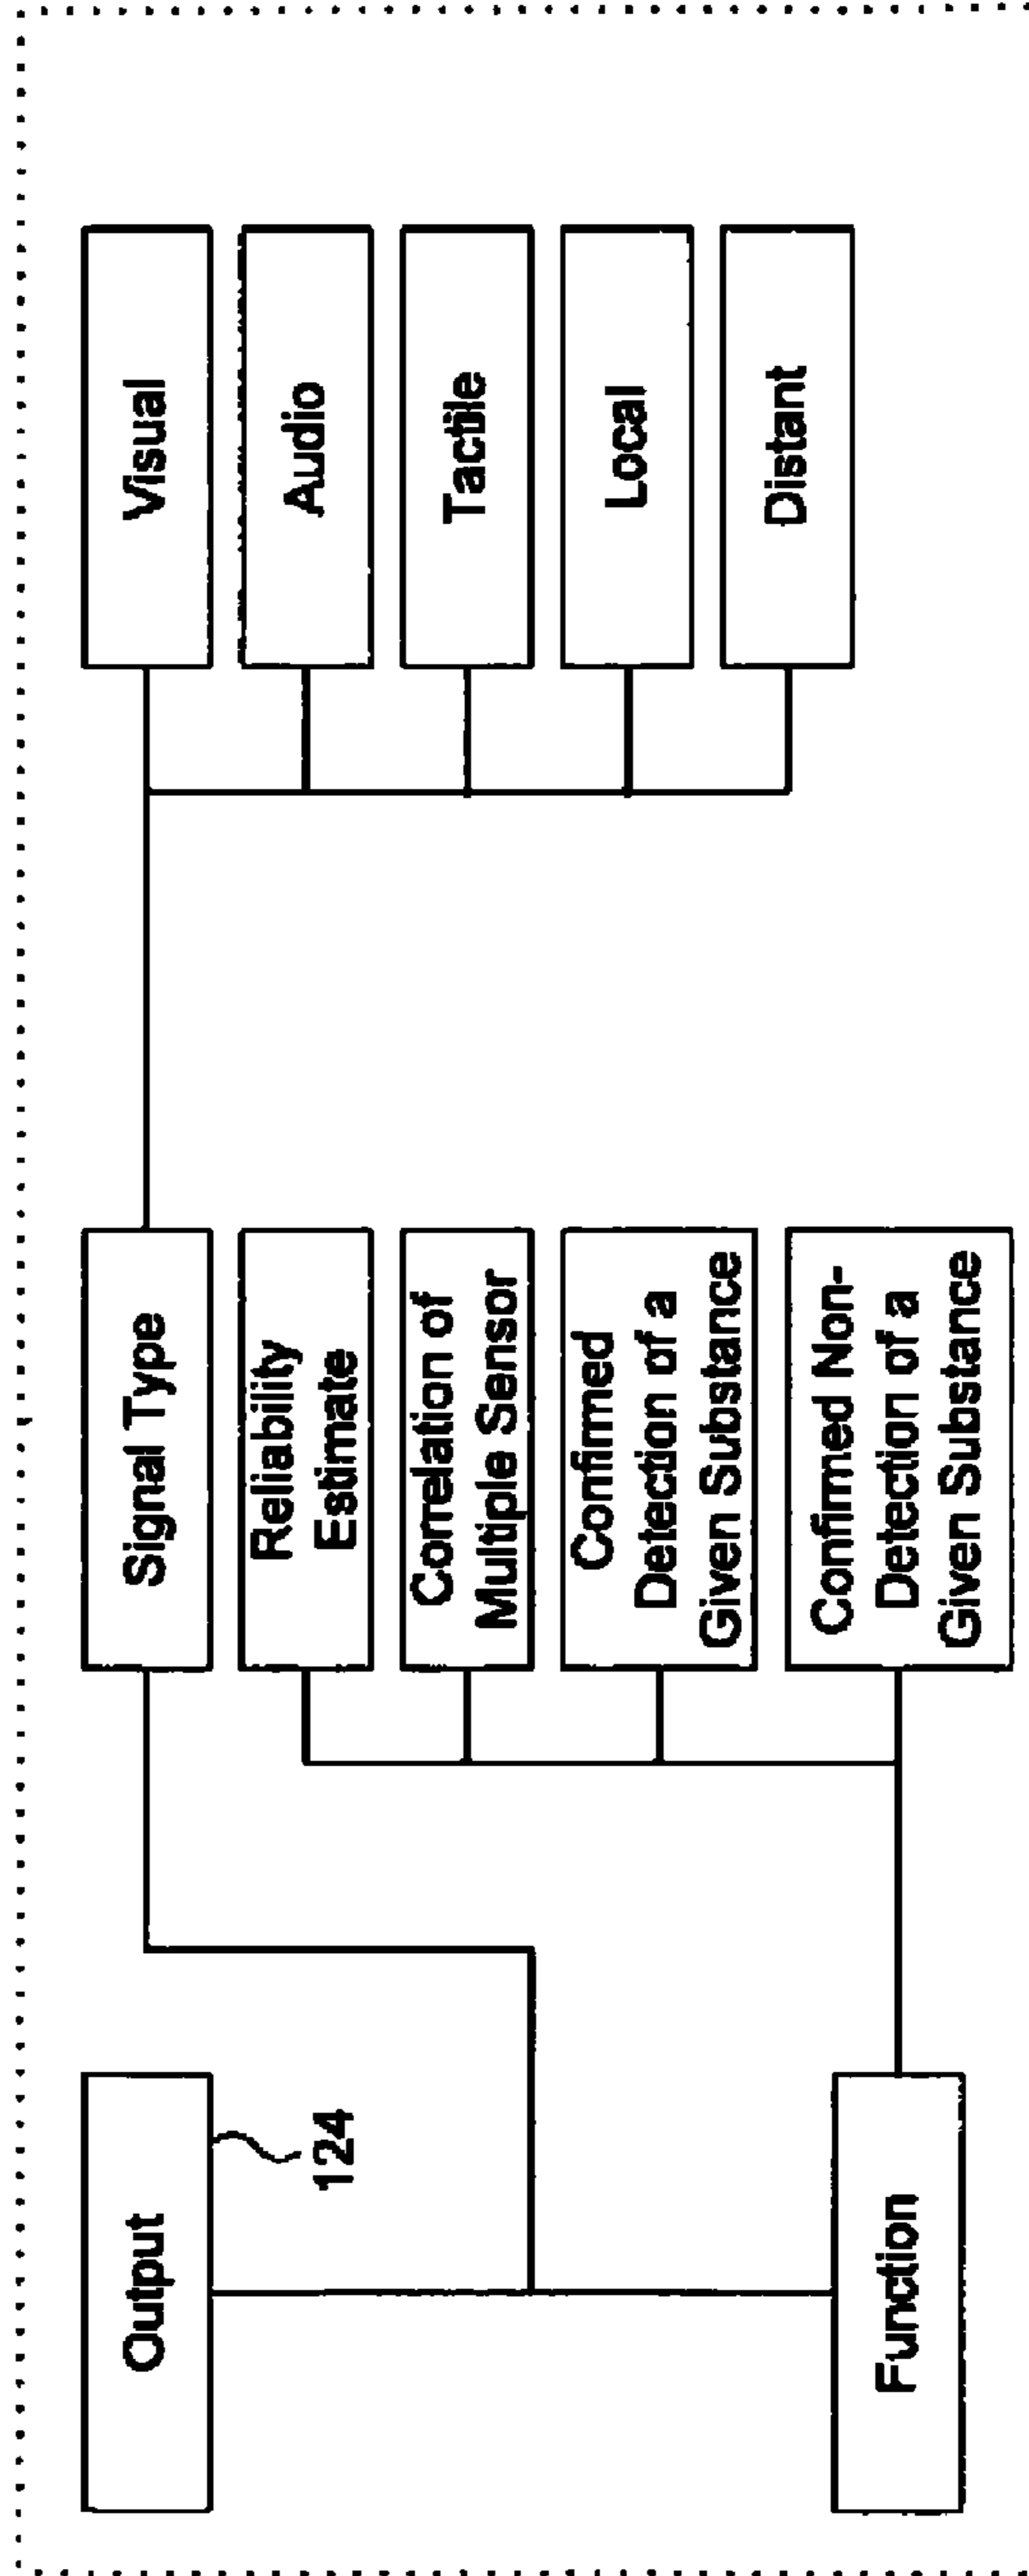 Output
124
Function
Signal Type
Reliability
Estimate
Correlation of
Multiple Sensor
Confirmed
Detection of a
Given Substance
Confirmed Non-
Detection of a
Given Substance
Visual
Audio
Tactile
Local
Distant